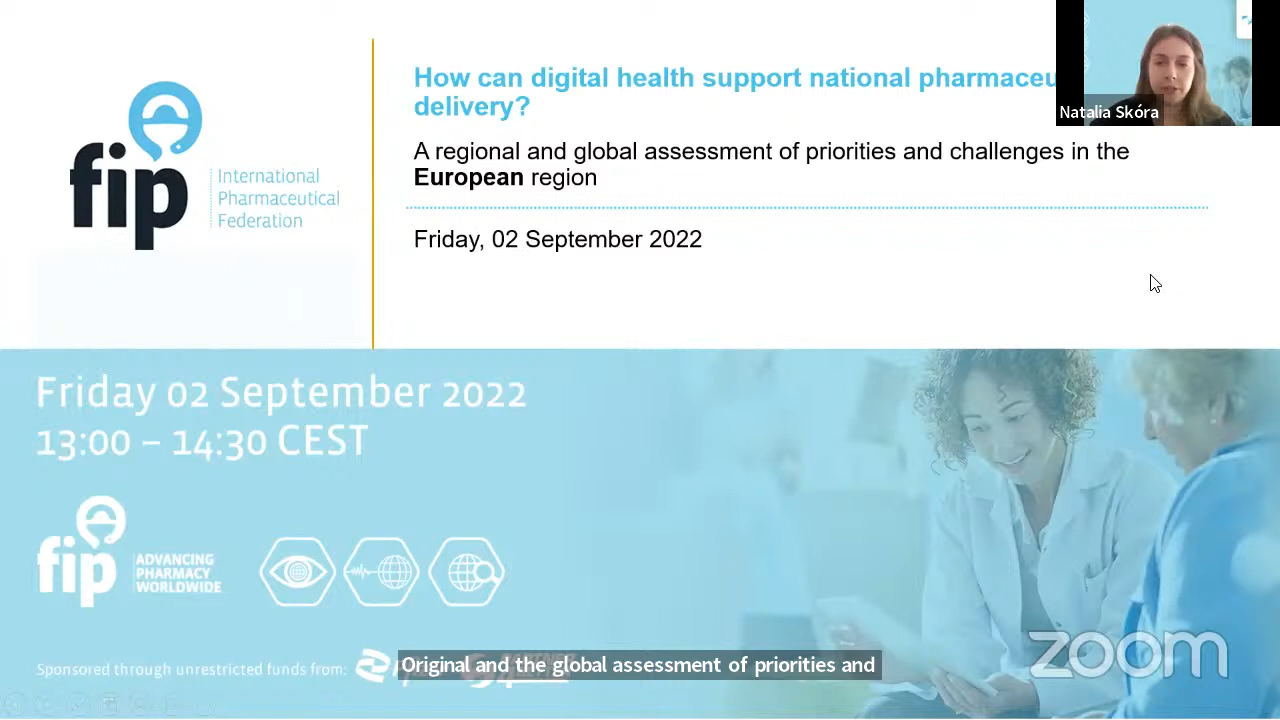 How can digital health support national pharmaceu
delivery?
Natalia Skóra
A regional and global assessment of priorities and challenges in the
European region
fip
International
Pharmaceutical
Federation
Friday, 02 September 2022
Friday 02 September 2022
13:00 – 14:30 CEST
fip
ADVANCING
PHARMACY
WORLDWIDE
zoom
Sponsored through unrestricted funds from:
Original and the global assessment of priorities and